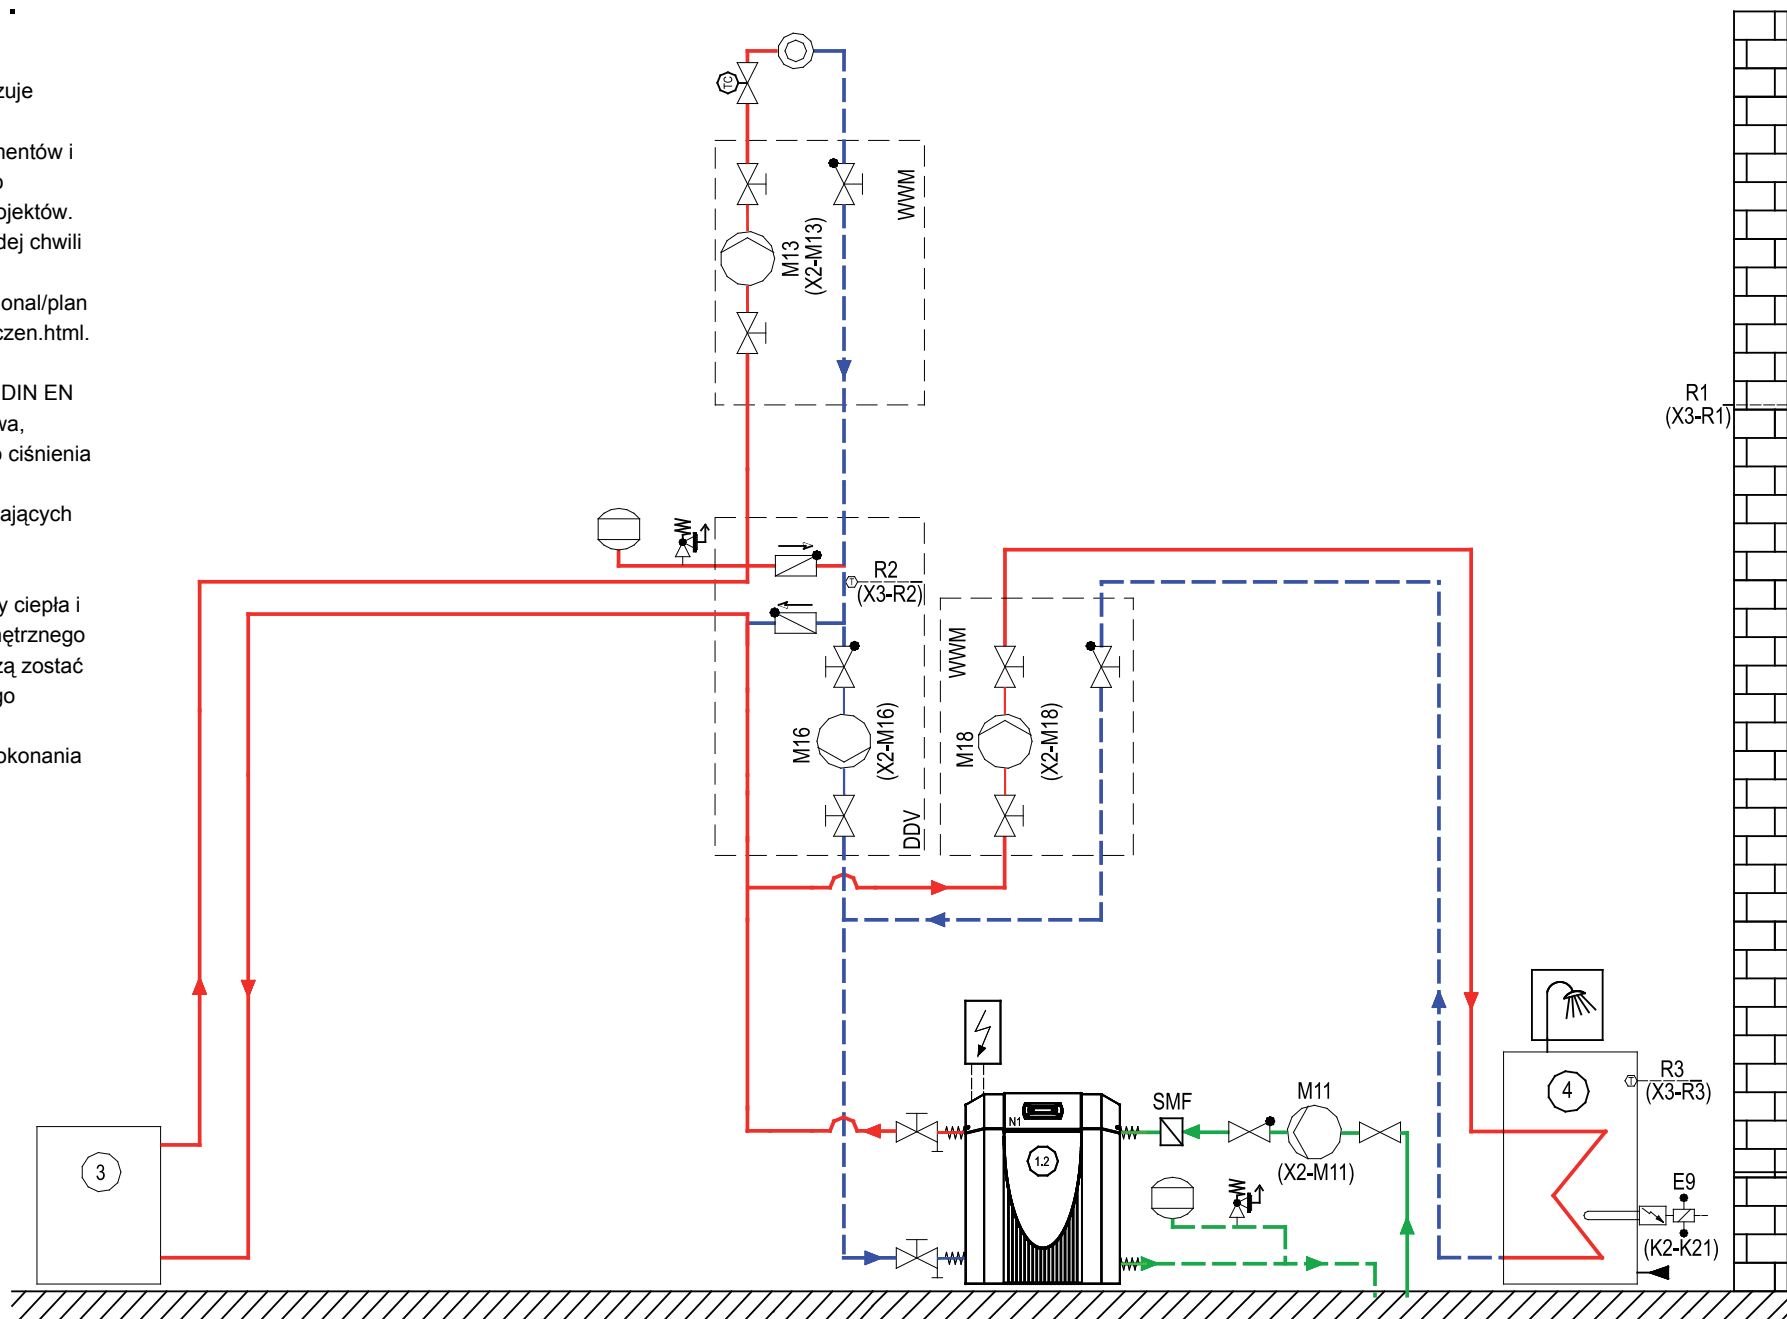 zuje
nentów i
o
ojektów.
dej chwili
onal/plan
czen.html.
DIN EN
wa,
o ciśnienia
ających
y ciepła i
nętrznego
zą zostać
go
okonania
TC
WWM
M13
(X2-M13)
R1
(X3-R1)
R2
(X3-R2)
T
WWM
M16
(X2-M16)
M18
(X2-M18)
DDV
3
N1
1.2
SMF
M11
(X2-M11)
4
T
R3
(X3-R3)
E9
(K2-K21)